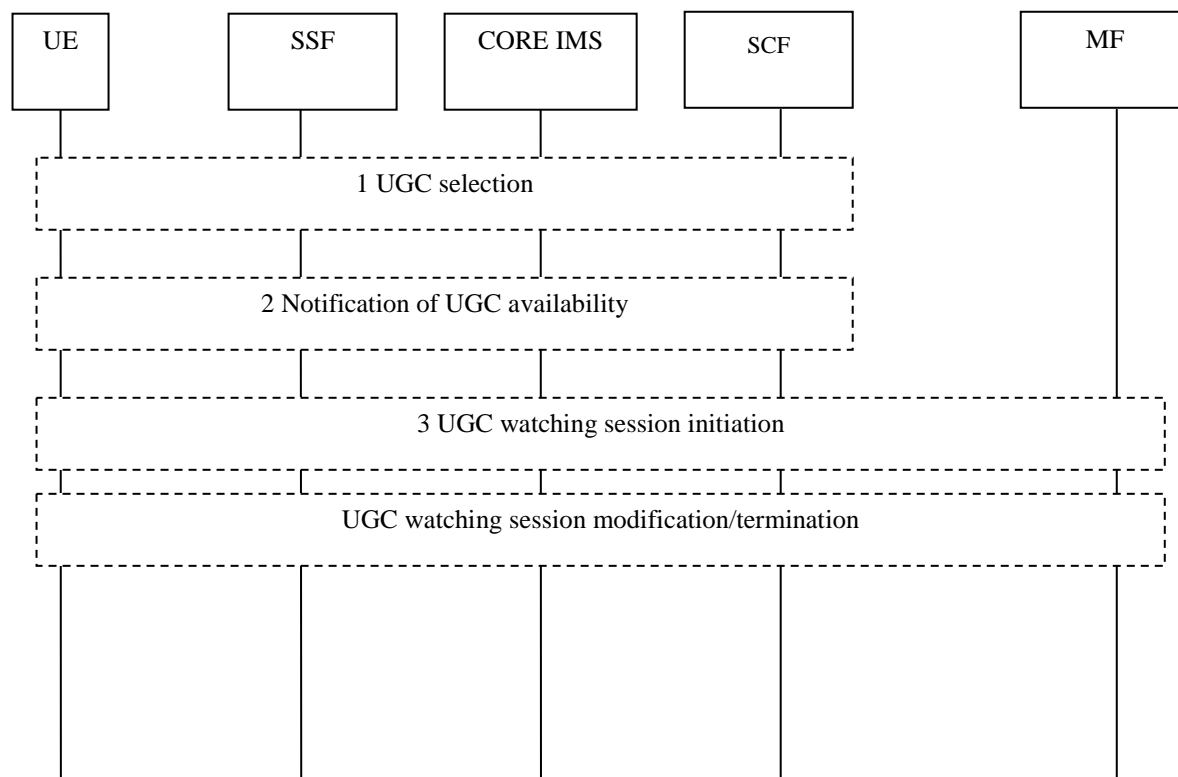 UE
SSF
CORE IMS
SCF
MF
1 UGC selection
2 Notification of UGC availability
3 UGC watching session initiation
UGC watching session modification/termination